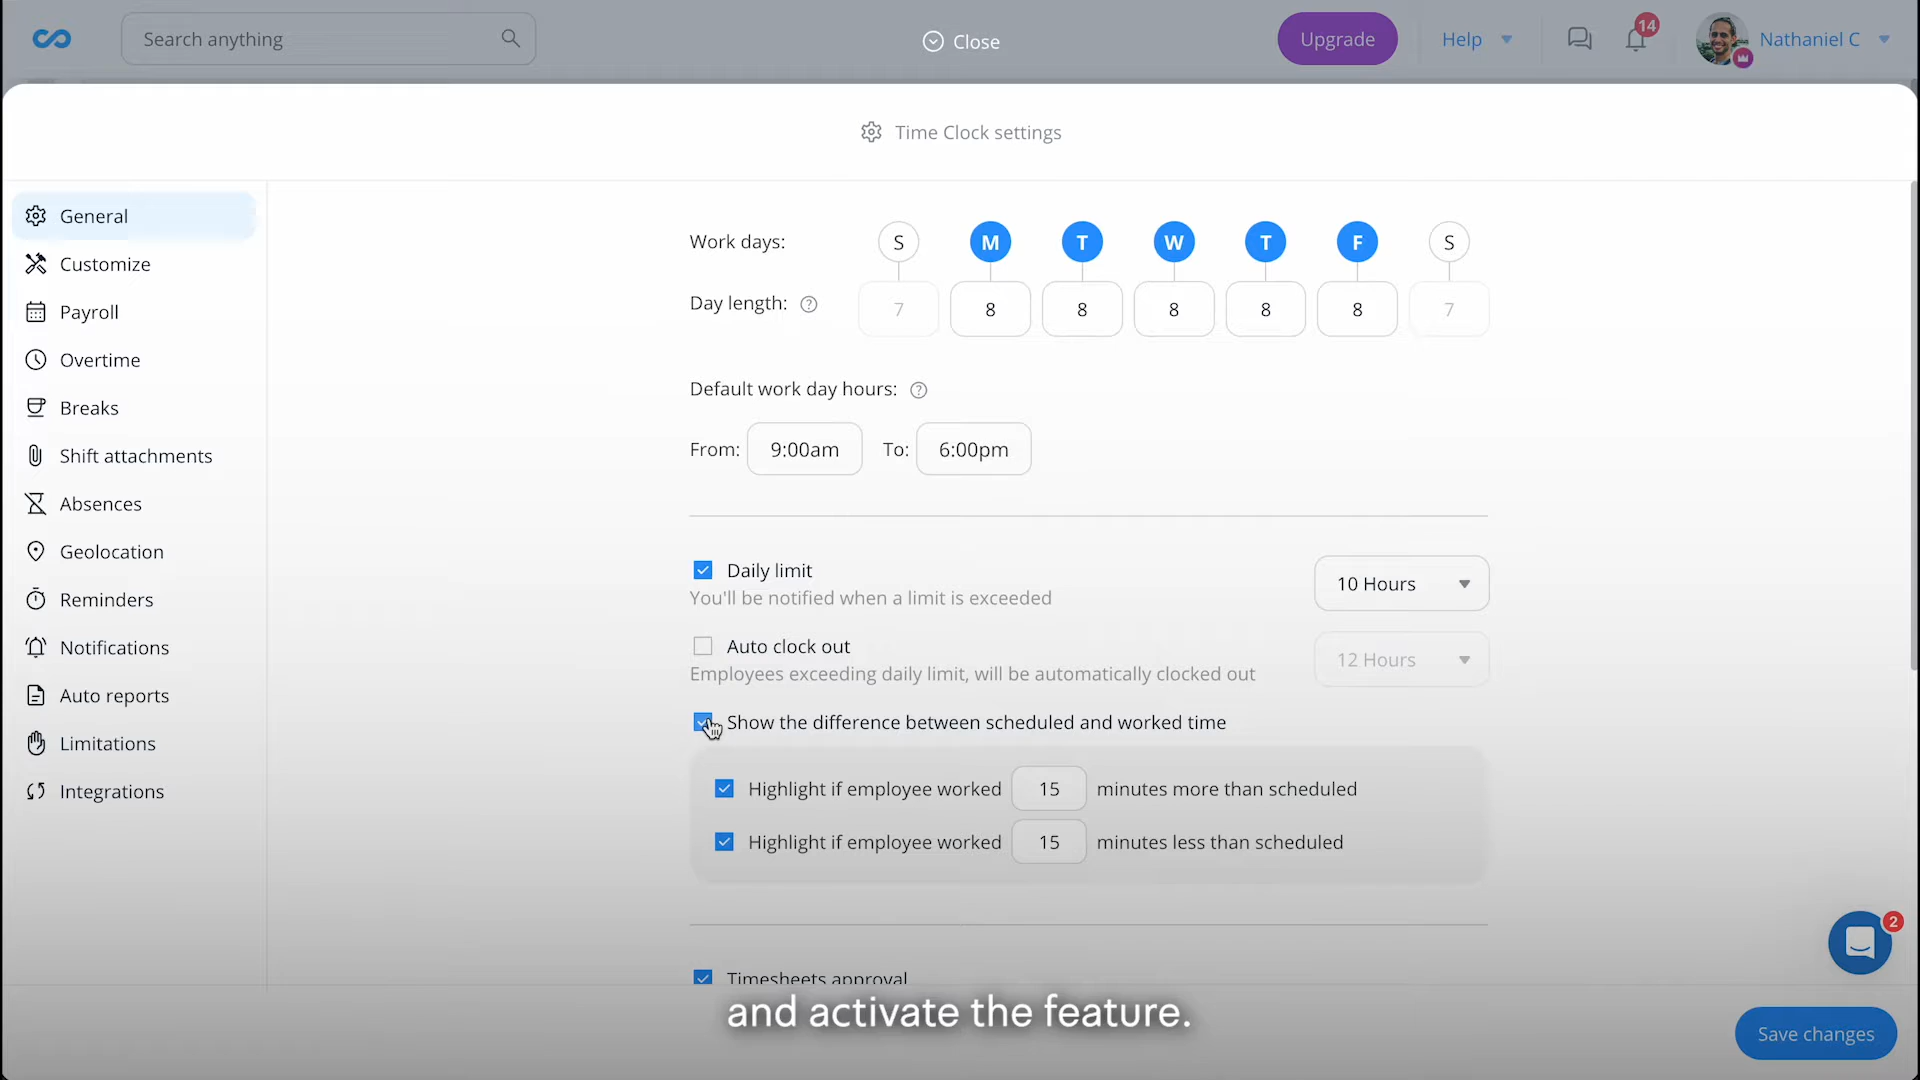 Search anything
Close
Upgrade
Help
14
Nathaniel C
Time Clock settings
General
Customize
Payroll
Overtime
Breaks
Shift attachments
Absences
Geolocation
Reminders
Notifications
Auto reports
Limitations
Integrations
Work days: S M T W T F S
Day length: ? 7 8 8 8 8 8 7
Default work day hours: ?
From: 9:00am To: 6:00pm
Daily limit
You'll be notified when a limit is exceeded
10 Hours
Auto clock out
Employees exceeding daily limit, will be automatically clocked out
12 Hours
Show the difference between scheduled and worked time
Highlight if employee worked 15 minutes more than scheduled
Highlight if employee worked 15 minutes less than scheduled
2
Timesheets approval
and activate the feature.
Save changes